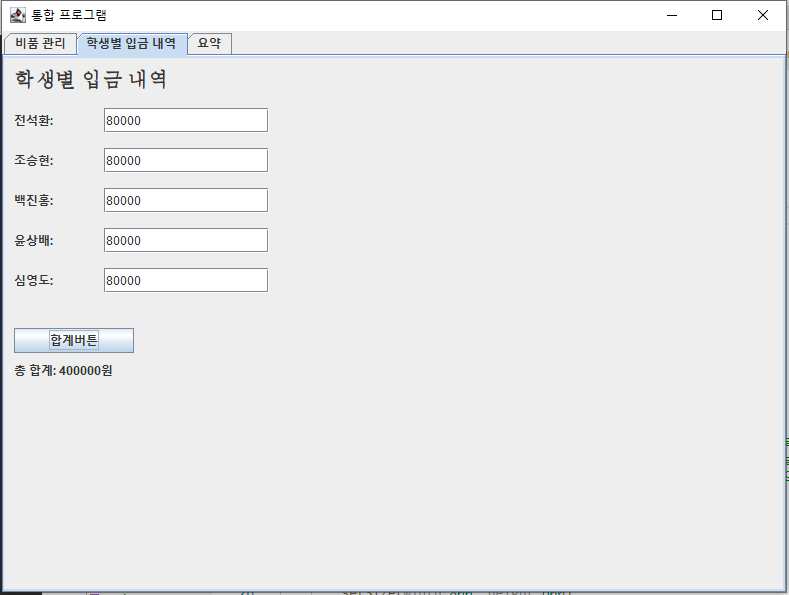 통합 프로그램
비품 관리 학생별 입금 내역 요약
학생별 입금 내역
전석환: 80000
조승현: 80000
백진홍: 80000
윤상배: 80000
심영도: 80000
합계버튼
총 합계: 400000원